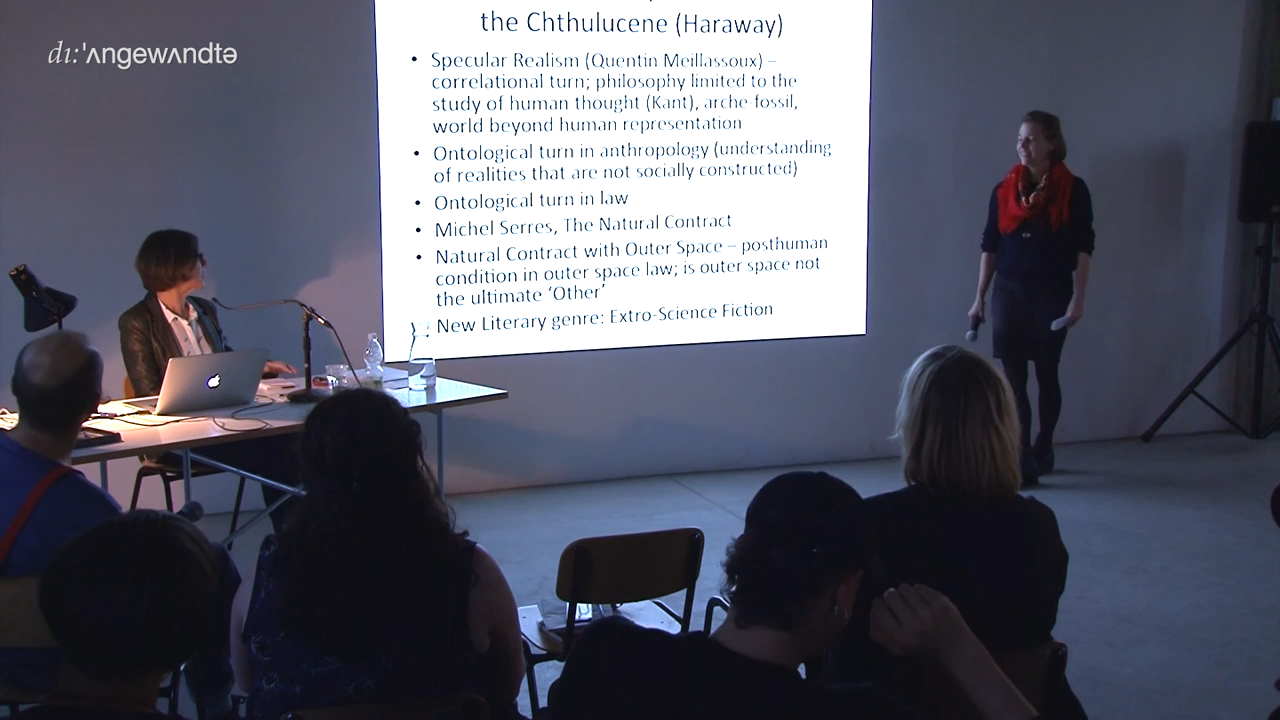 dı:'ʌngewʌndtə
the Chthulucene (Haraway)
• Specular Realism (Quentin Meillassoux) –
correlational turn; philosophy limited to the
study of human thought (Kant), arche-fossil,
world beyond human representation
• Ontological turn in anthropology (understanding
of realities that are not socially constructed)
• Ontological turn in law
• Michel Serres, The Natural Contract
• Natural Contract with Outer Space – posthuman
condition in outer space law; is outer space not
the ultimate ‘Other’
New Literary genre: Extro-Science Fiction